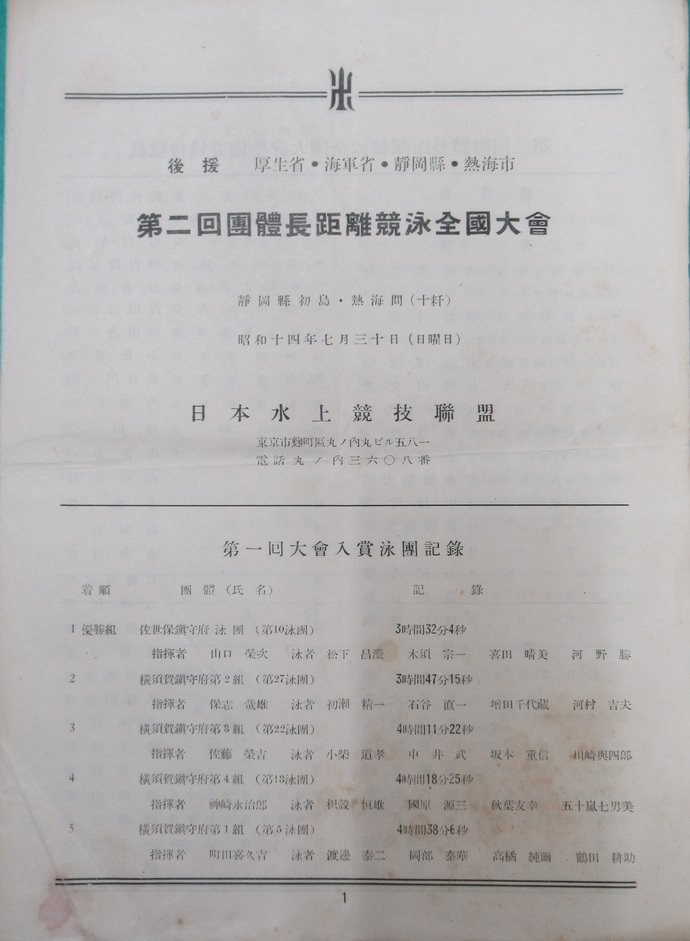 後援 厚生省・海軍省・靜岡縣・熱海市
第二回團體長距離競泳全國大會
靜岡縣初島・熱海間(十粁)
昭和十四年七月三十日(日曜日)
日本水上競技聯盟
東京市麴町區丸ノ內丸ビル五八一
電話丸ノ內三六〇八番
第一回大會入賞泳團記錄
着順 團體(氏名) 記錄
1 優勝組 佐世保鎭守府泳團(第10泳團) 3時間32分4秒
指揮者 山口榮次 泳者 松下昌 木須宗一 喜田晴美 河野勝
2 橫須賀鎭守府第2組(第27泳團) 3時間47分15秒
指揮者 保志哉雄 泳者 初瀨精一 石谷直一 增田千代藏 河村吉夫
3 橫須賀鎭守府第3組(第22泳團) 4時間11分22秒
指揮者 佐藤榮吉 泳者 小柴道孝 中井武 坂本重信 川崎與四郎
4 橫須賀鎭守府第4組(第13泳團) 4時間18分25秒
指揮者 神崎永治郎 泳者 恒雄 國原源三 秋葉友幸 五十嵐七男美
5 橫須賀鎭守府第1組(第5泳團) 4時間38分6秒
指揮者 町田喜久吉 泳者 渡邊泰二 岡部泰華 高橋純爾 鶴田耕助
1